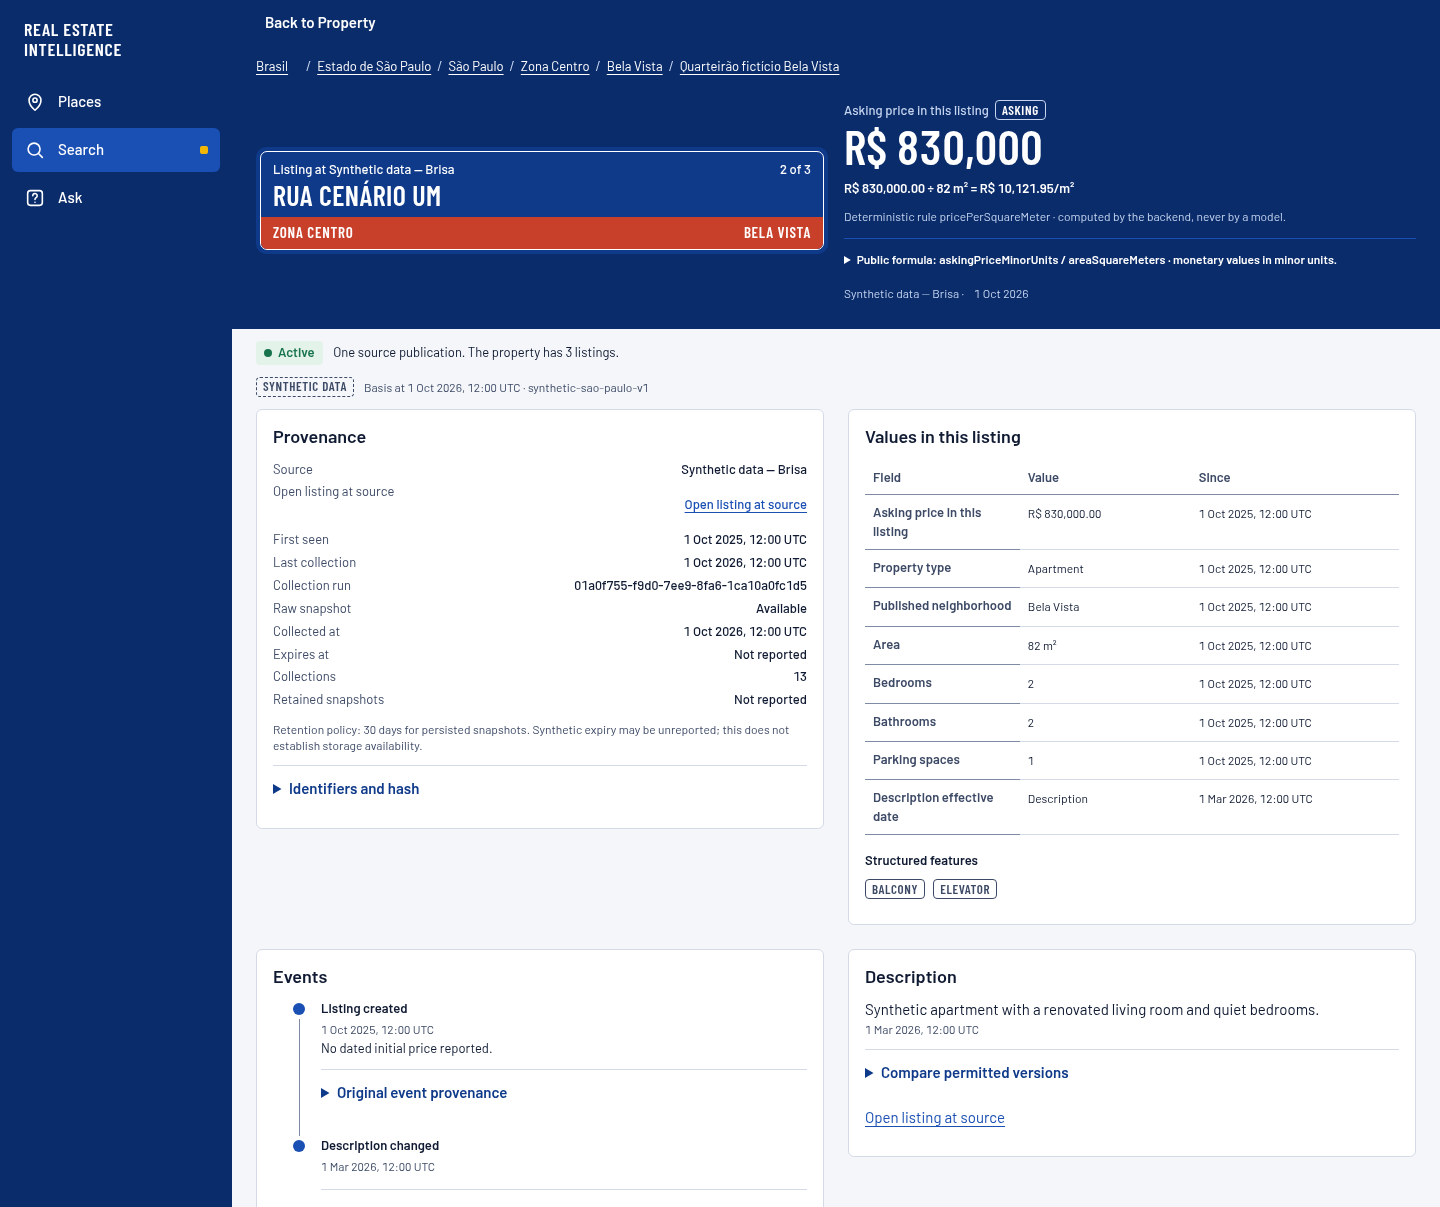 REAL ESTATE
INTELLIGENCE
Places
Search
Ask
Back to Property
Brasil / Estado de São Paulo / São Paulo / Zona Centro / Bela Vista / Quarteirão fictício Bela Vista
Listing at Synthetic data — Brisa 2 of 3
RUA CENÁRIO UM
ZONA CENTRO BELA VISTA
Asking price in this listing ASKING
R$ 830,000
R$ 830,000.00 ÷ 82 m² = R$ 10,121.95/m²
Deterministic rule pricePerSquareMeter · computed by the backend, never by a model.
Public formula: askingPriceMinorUnits / areaSquareMeters · monetary values in minor units.
Synthetic data — Brisa · 1 Oct 2026
Active One source publication. The property has 3 listings.
SYNTHETIC DATA Basis at 1 Oct 2026, 12:00 UTC · synthetic-sao-paulo-v1
Provenance
Source Synthetic data — Brisa
Open listing at source
Open listing at source
First seen 1 Oct 2025, 12:00 UTC
Last collection 1 Oct 2026, 12:00 UTC
Collection run 01a0f755-f9d0-7ee9-8fa6-1ca10a0fc1d5
Raw snapshot Available
Collected at 1 Oct 2026, 12:00 UTC
Expires at Not reported
Collections 13
Retained snapshots Not reported
Retention policy: 30 days for persisted snapshots. Synthetic expiry may be unreported; this does not
establish storage availability.
Identifiers and hash
Values in this listing
Field Value Since
Asking price in this
listing R$ 830,000.00 1 Oct 2025, 12:00 UTC
Property type Apartment 1 Oct 2025, 12:00 UTC
Published neighborhood Bela Vista 1 Oct 2025, 12:00 UTC
Area 82 m² 1 Oct 2025, 12:00 UTC
Bedrooms 2 1 Oct 2025, 12:00 UTC
Bathrooms 2 1 Oct 2025, 12:00 UTC
Parking spaces 1 1 Oct 2025, 12:00 UTC
Description effective
date Description 1 Mar 2026, 12:00 UTC
Structured features
BALCONY ELEVATOR
Events
Listing created
1 Oct 2025, 12:00 UTC
No dated initial price reported.
Original event provenance
Description changed
1 Mar 2026, 12:00 UTC
Description
Synthetic apartment with a renovated living room and quiet bedrooms.
1 Mar 2026, 12:00 UTC
Compare permitted versions
Open listing at source